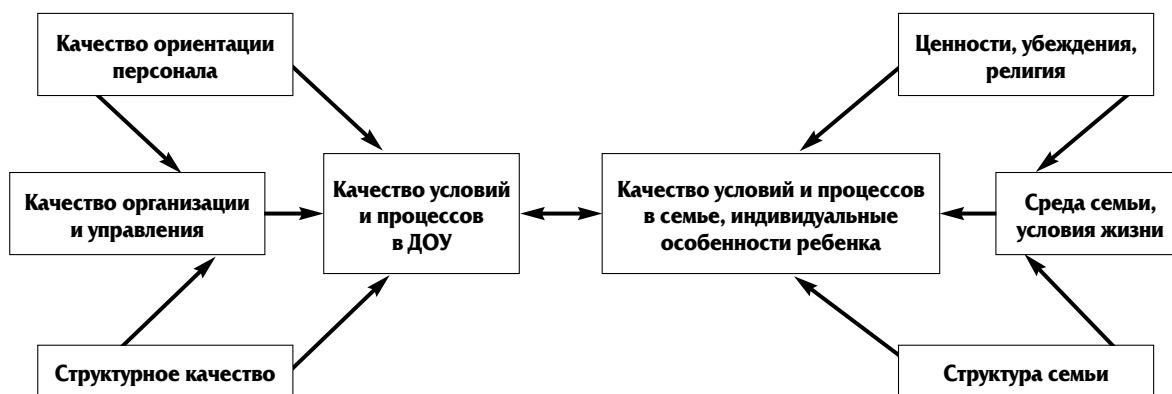 Качество ориентации
персонала
Ценности, убеждения,
религия
Качество организации
и управления
Качество условий
и процессов
в ДОУ
Качество условий и процессов
в семье, индивидуальные
особенности ребенка
Среда семьи,
условия жизни
Структурное качество
Структура семьи